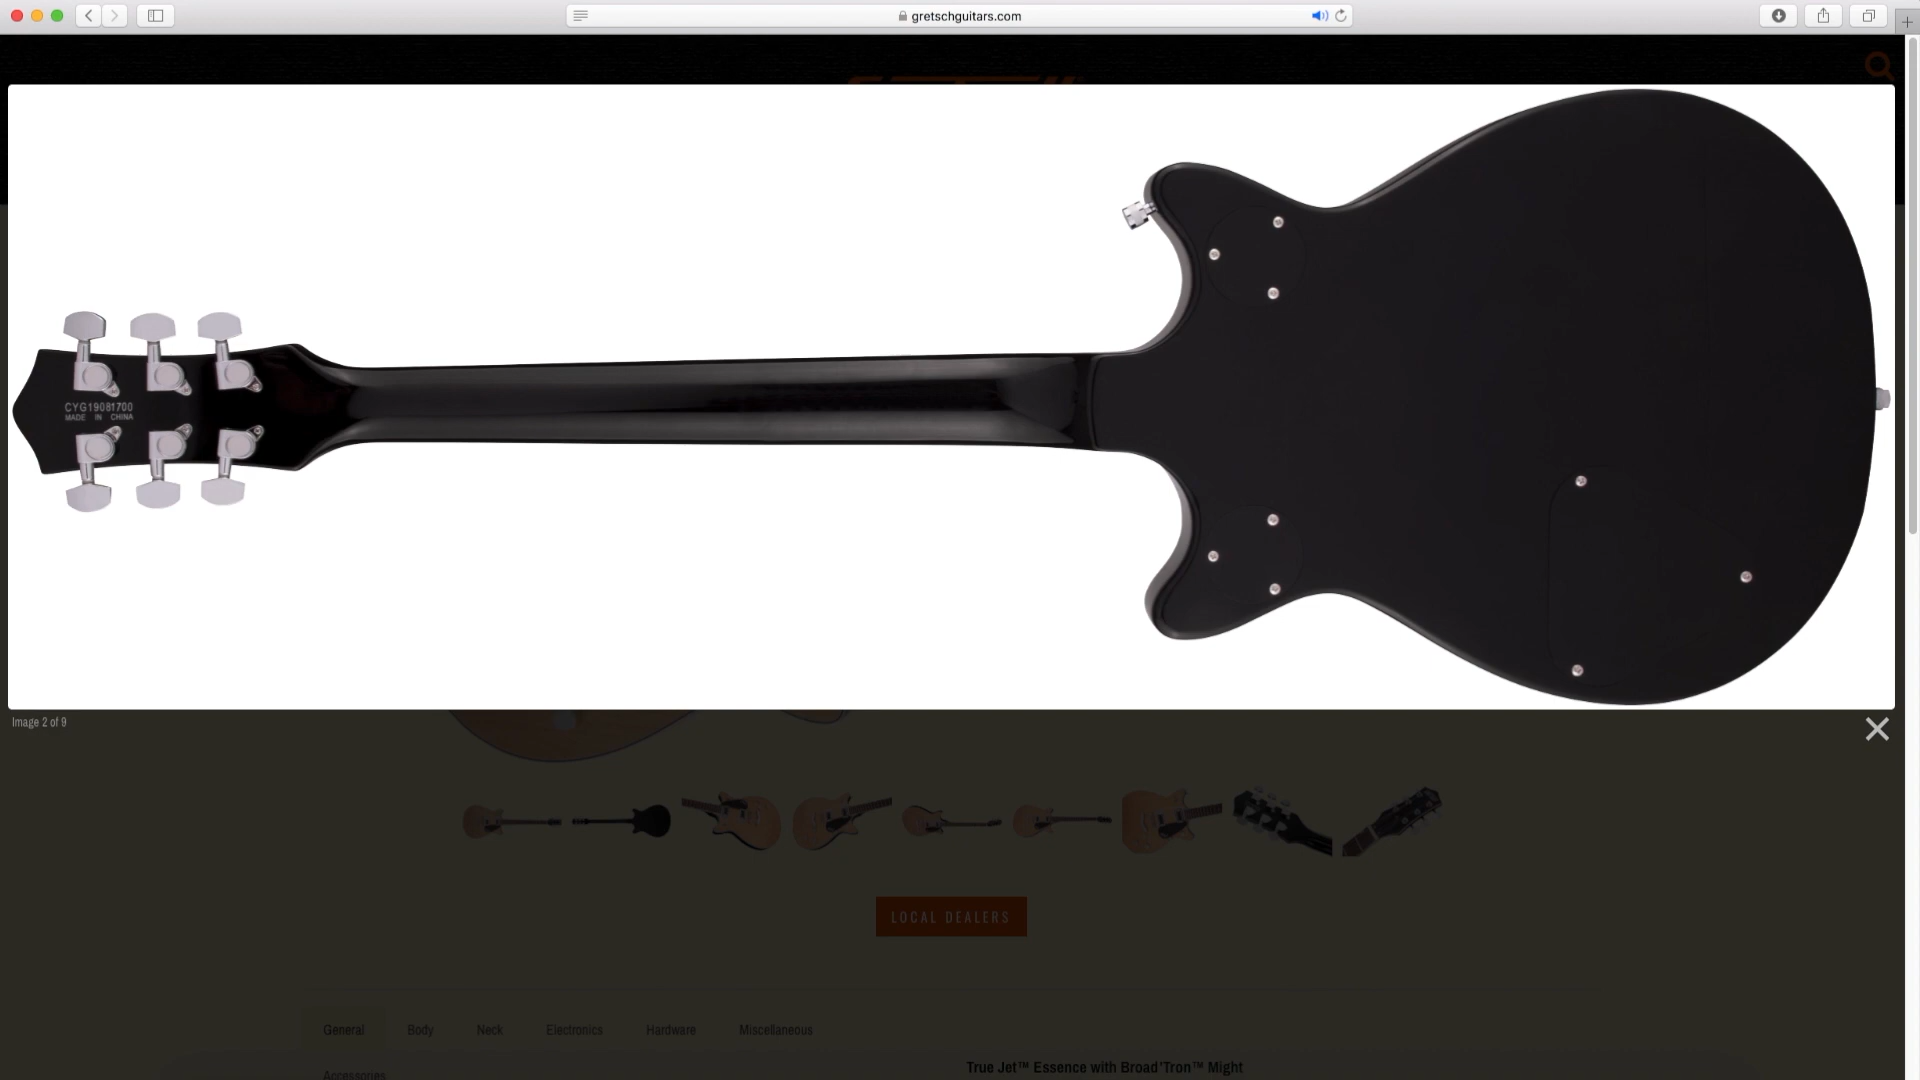 gretschguitars.com
CYG19081700
MADE IN CHINA
Image 2 of 9
LOCAL DEALERS
General Body Neck Electronics Hardware Miscellaneous
Accessories
True Jet™ Essence with Broad'Tron™ Might